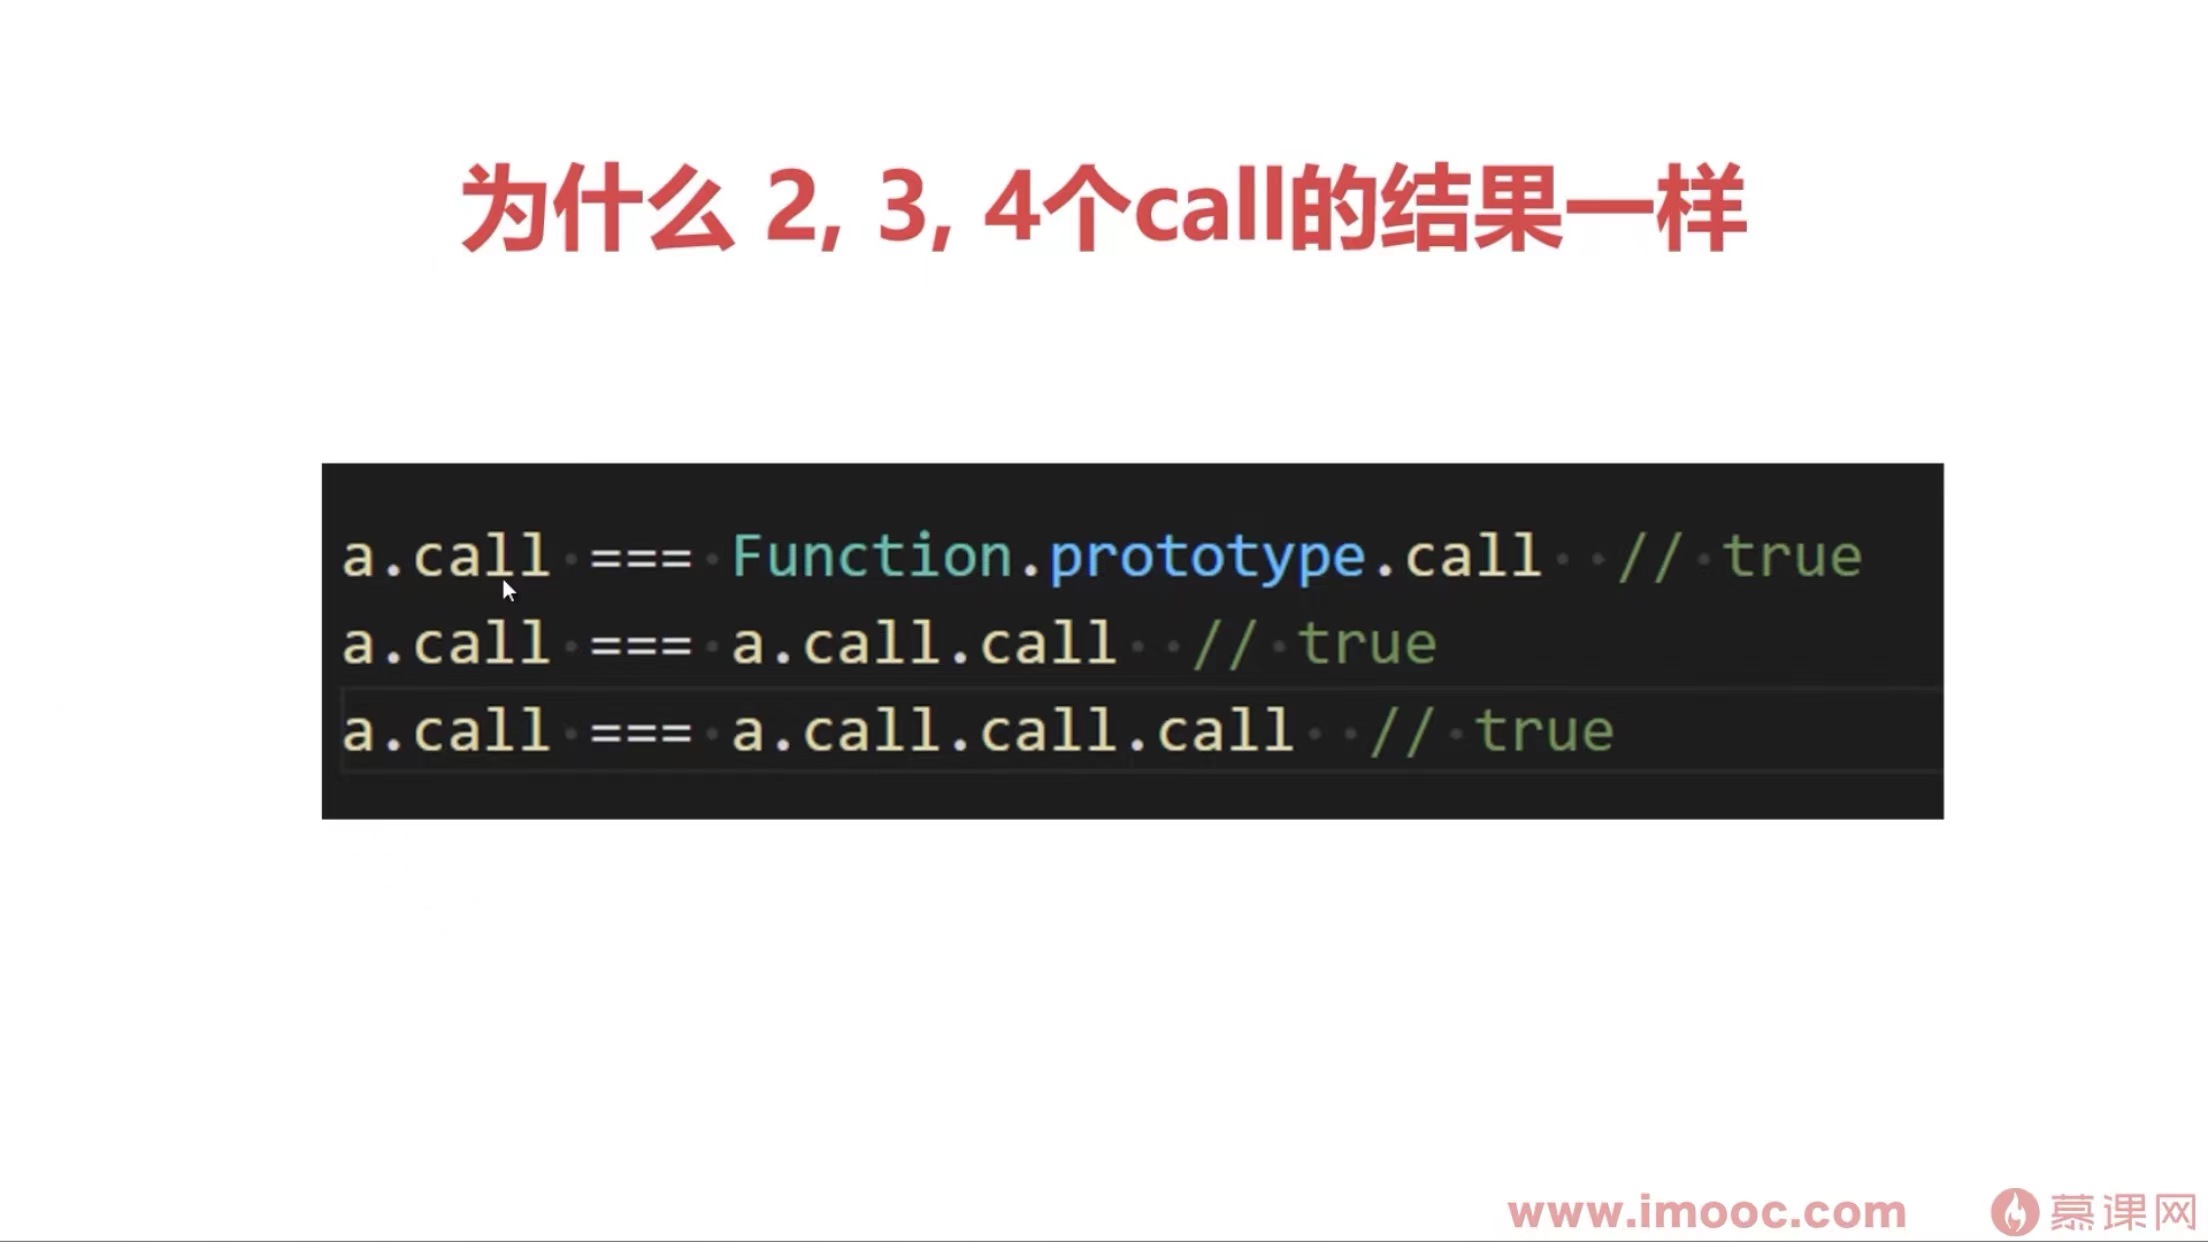 为什么 2, 3, 4个call的结果一样
a.call === Function.prototype.call  // true
a.call === a.call.call  // true
a.call === a.call.call.call  // true
www.imooc.com 慕课网